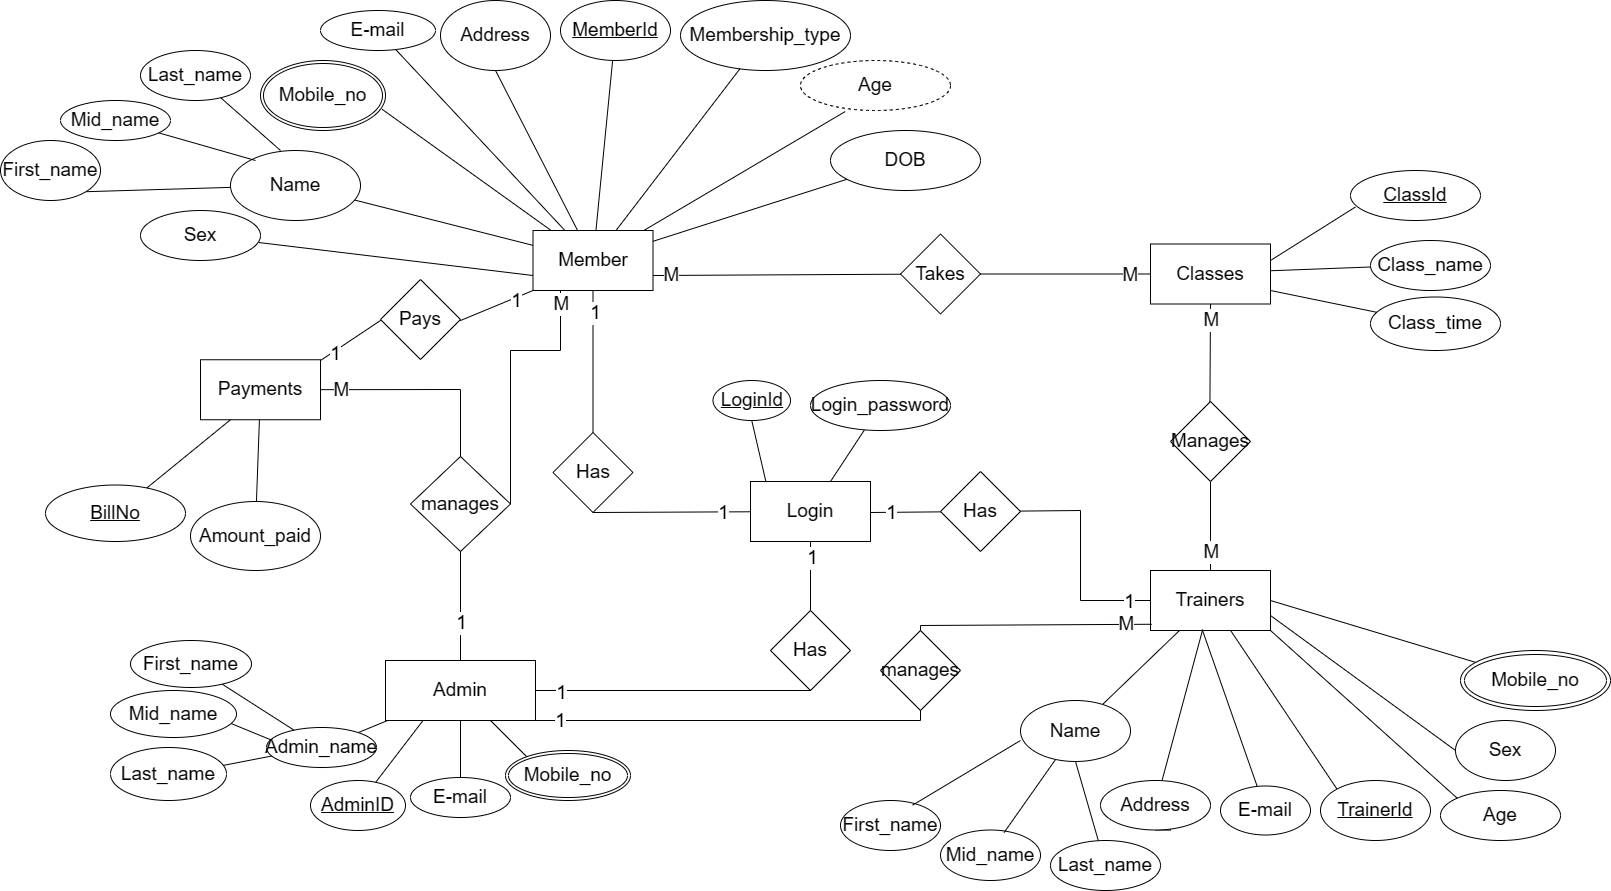 E-mail
Address
MemberId
Membership_type
Last_name
Mobile_no
Age
Mid_name
First_name
Name
DOB
Sex
ClassId
Member
M
Takes
M
Classes
Class_name
Class_time
Pays
1
M
1
M
1
Payments
M
LoginId
Login_password
Manages
Has
manages
BillNo
Amount_paid
1
Login
1
Has
M
1
1
1
Trainers
M
Has
manages
First_name
Mid_name
Last_name
Admin_name
Admin
1
1
Mobile_no
AdminID
E-mail
Mobile_no
Name
Sex
First_name
Mid_name
Last_name
Address
E-mail
TrainerId
Age